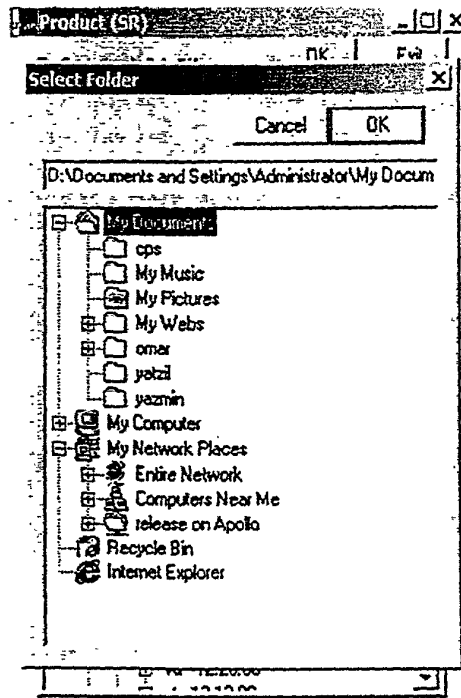 Product (SR)
OK Exit
Select Folder
Cancel OK
D:\Documents and Settings\Administrator\My Docum
My Documents
cps
My Music
My Pictures
My Webs
omar
yatzil
yazmin
My Computer
My Network Places
Entire Network
Computers Near Me
release on Apollo
Recycle Bin
Internet Explorer